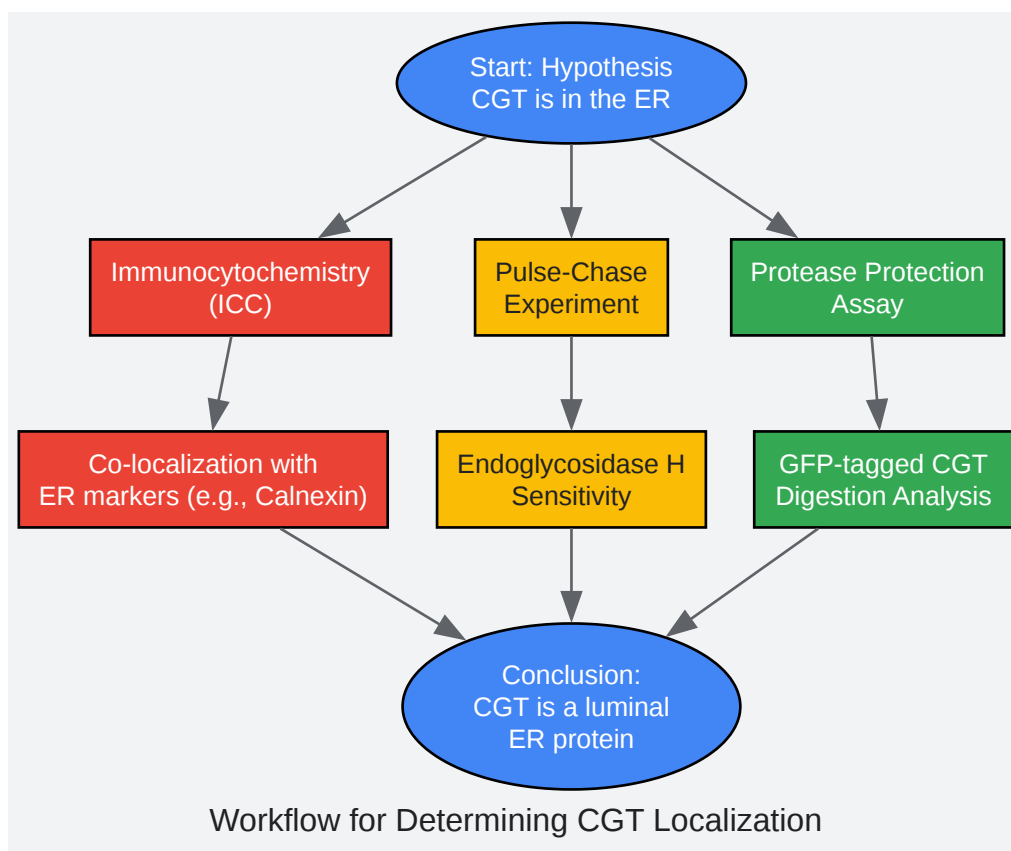 Start: Hypothesis
CGT is in the ER
Immunocytochemistry
(ICC)
Pulse-Chase
Experiment
Protease Protection
Assay
Co-localization with
ER markers (e.g., Calnexin)
Endoglycosidase H
Sensitivity
GFP-tagged CGT
Digestion Analysis
Conclusion:
CGT is a luminal
ER protein
Workflow for Determining CGT Localization